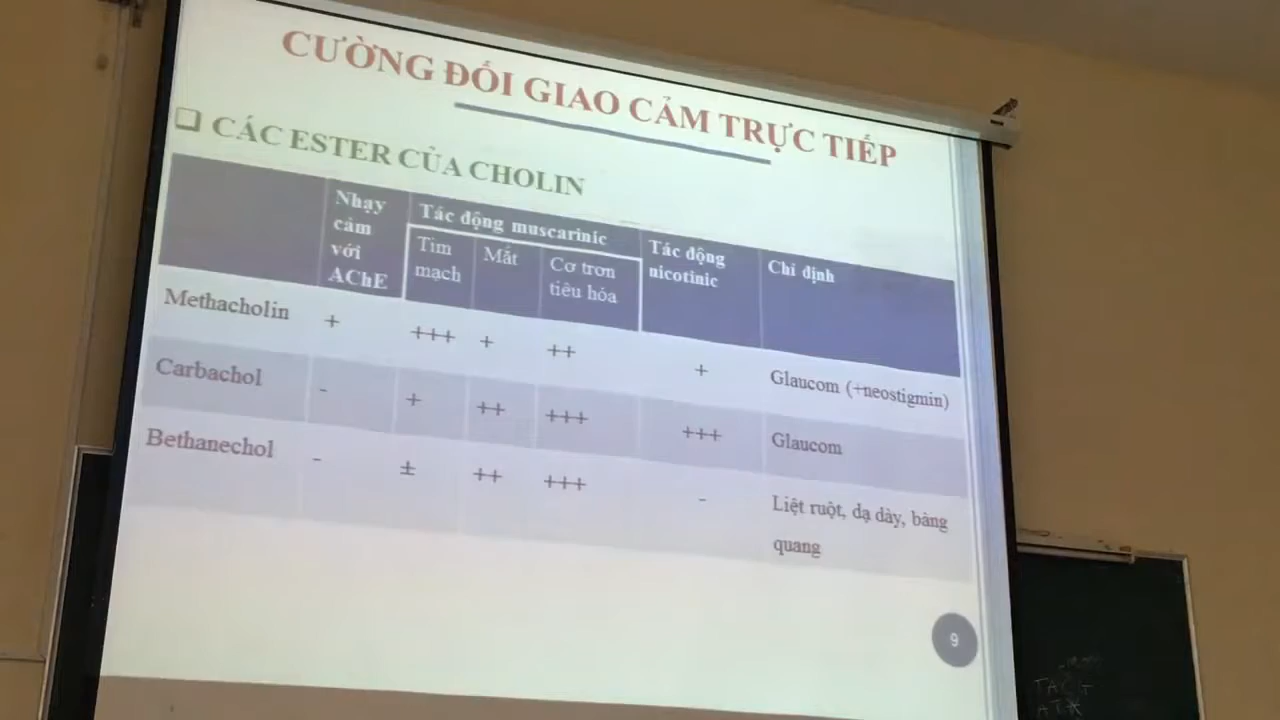 CƯỜNG ĐỐI GIAO CẢM TRỰC TIẾP
❑ CÁC ESTER CỦA CHOLIN
Nhạy cảm với AChE
Tác động muscarinic
Tim mạch
Mắt
Cơ trơn tiêu hóa
Tác động nicotinic
Chỉ định
Methacholin + +++ + ++ + Glaucom (+neostigmin)
Carbachol - + ++ +++ +++ Glaucom
Bethanechol - ± ++ +++ - Liệt ruột, dạ dày, bàng
quang
9